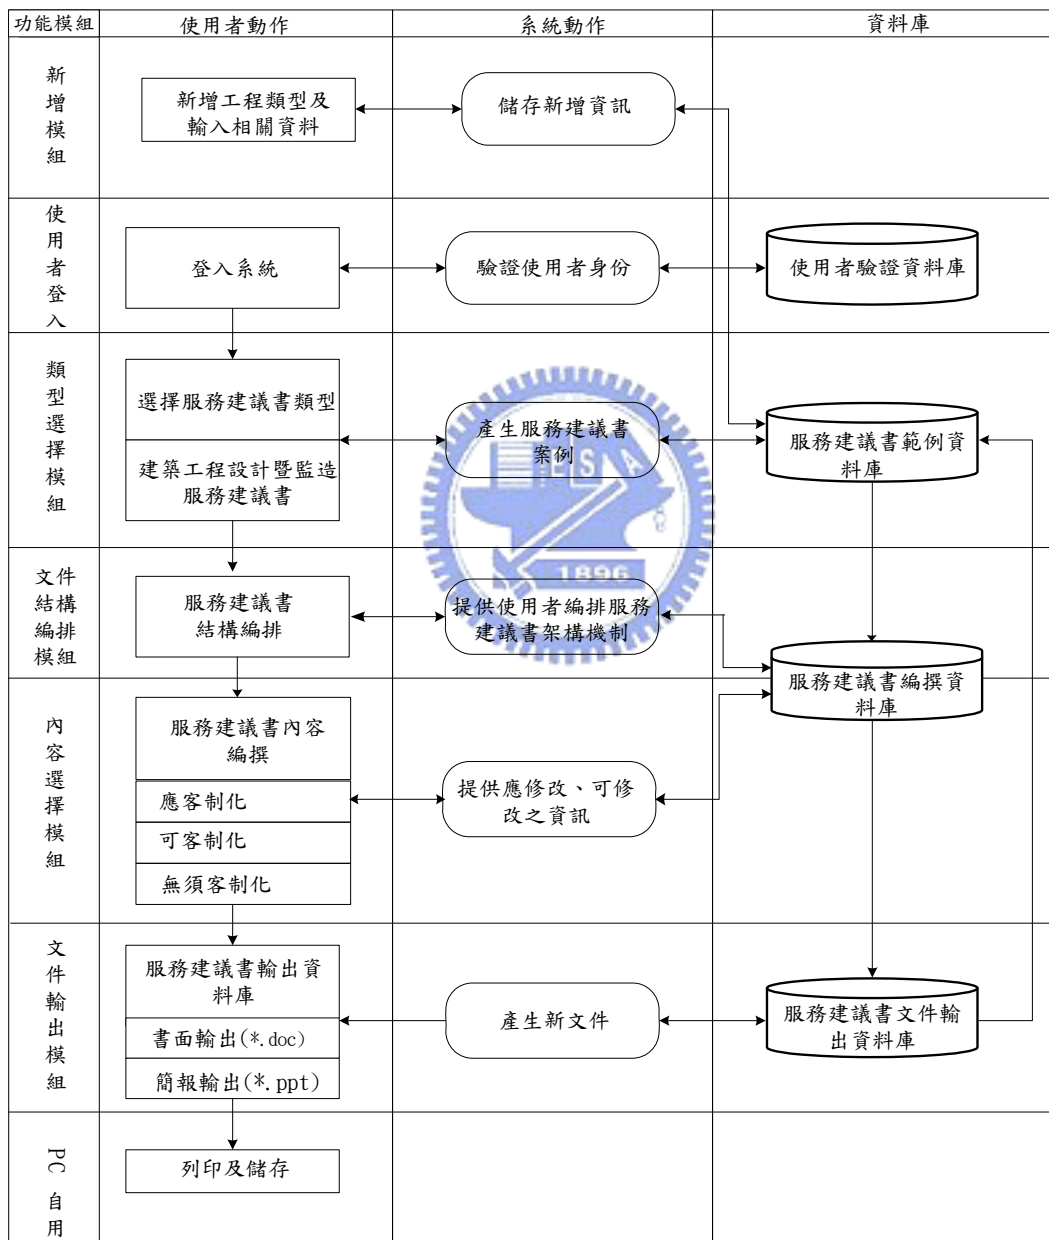 功能模組
使用者動作
系統動作
資料庫
新增模組
新增工程類型及
輸入相關資料
儲存新增資訊
使用者登入
登入系統
驗證使用者身份
使用者驗證資料庫
類型選擇模組
選擇服務建議書類型
建築工程設計暨監造
服務建議書
產生服務建議書
案例
服務建議書範例資
料庫
ESA
1896
文件
結構
編排
模組
服務建議書
結構編排
提供使用者編排服務
建議書架構機制
服務建議書編撰資
料庫
內容選擇模組
服務建議書內容
編撰
應客制化
可客制化
無須客制化
提供應修改、可修
改之資訊
文件輸出模組
服務建議書輸出資
料庫
書面輸出(*.doc)
簡報輸出(*.ppt)
產生新文件
服務建議書文件輸
出資料庫
PC自用
列印及儲存